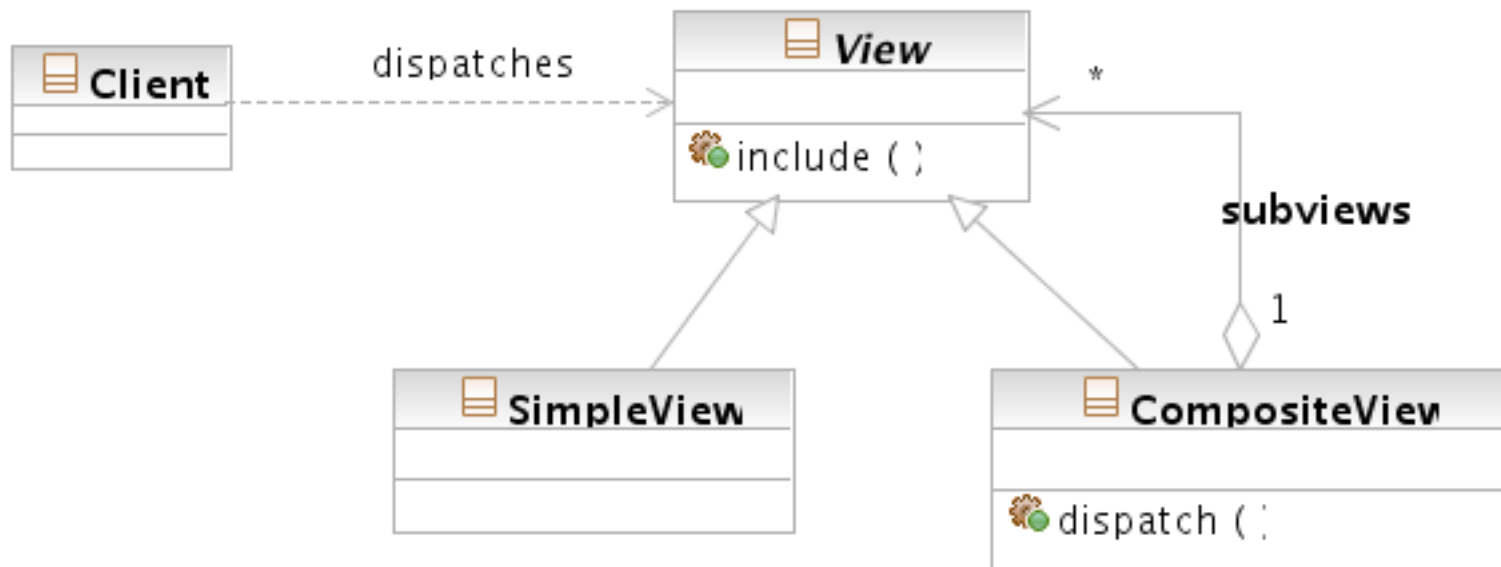 View
Client
dispatches
*
include ( )
subviews
1
SimpleView
CompositeView
dispatch (